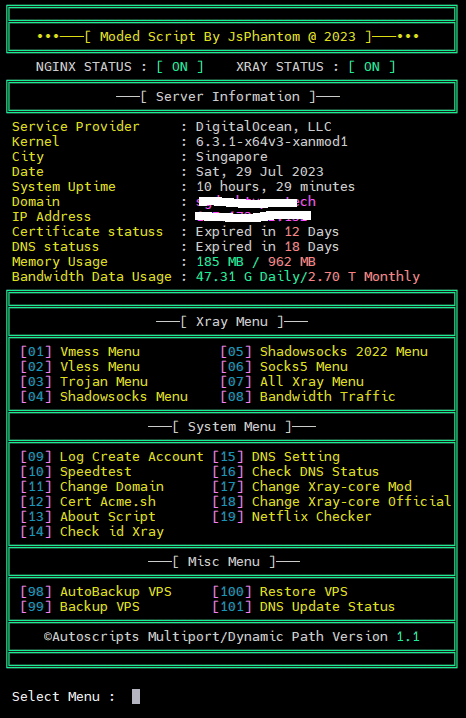 •••───[ Moded Script By JsPhantom @ 2023 ]───•••
NGINX STATUS : [ ON ] XRAY STATUS : [ ON ]
───[ Server Information ]───
Service Provider : DigitalOcean, LLC
Kernel : 6.3.1-x64v3-xanmod1
City : Singapore
Date : Sat, 29 Jul 2023
System Uptime : 10 hours, 29 minutes
Domain :
IP Address :
Certificate statuss : Expired in 12 Days
DNS statuss : Expired in 18 Days
Memory Usage : 185 MB / 962 MB
Bandwidth Data Usage : 47.31 G Daily/2.70 T Monthly
───[ Xray Menu ]───
[01] Vmess Menu [05] Shadowsocks 2022 Menu
[02] Vless Menu [06] Socks5 Menu
[03] Trojan Menu [07] All Xray Menu
[04] Shadowsocks Menu [08] Bandwidth Traffic
───[ System Menu ]───
[09] Log Create Account [15] DNS Setting
[10] Speedtest [16] Check DNS Status
[11] Change Domain [17] Change Xray-core Mod
[12] Cert Acme.sh [18] Change Xray-core Official
[13] About Script [19] Netflix Checker
[14] Check id Xray
───[ Misc Menu ]───
[98] AutoBackup VPS [100] Restore VPS
[99] Backup VPS [101] DNS Update Status
©Autoscripts Multiport/Dynamic Path Version 1.1
Select Menu :